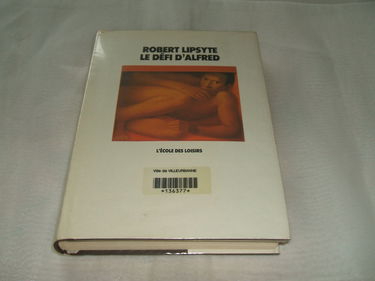 ROBERT LIPSYTE
LE DÉFI D'ALFRED
L'ÉCOLE DES LOISIRS
Ville de VILLEURBANNE
*136377*